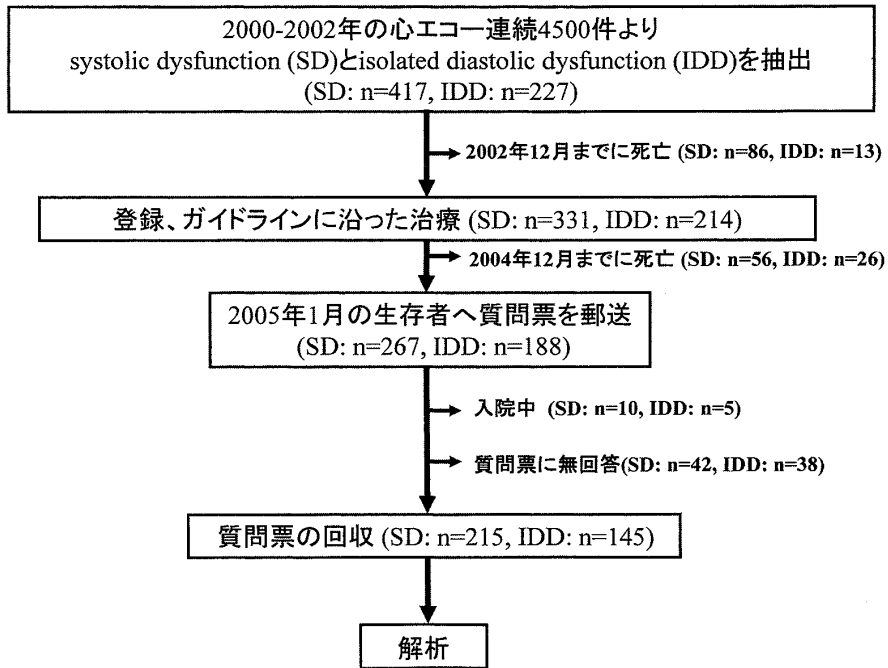 2000-2002年の心エコー連続4500件より
systolic dysfunction (SD)とisolated diastolic dysfunction (IDD)を抽出
(SD: n=417, IDD: n=227)
2002年12月までに死亡 (SD: n=86, IDD: n=13)
登録、ガイドラインに沿った治療 (SD: n=331, IDD: n=214)
2004年12月までに死亡 (SD: n=56, IDD: n=26)
2005年1月の生存者へ質問票を郵送
(SD: n=267, IDD: n=188)
入院中 (SD: n=10, IDD: n=5)
質問票に無回答(SD: n=42, IDD: n=38)
質問票の回収 (SD: n=215, IDD: n=145)
解析